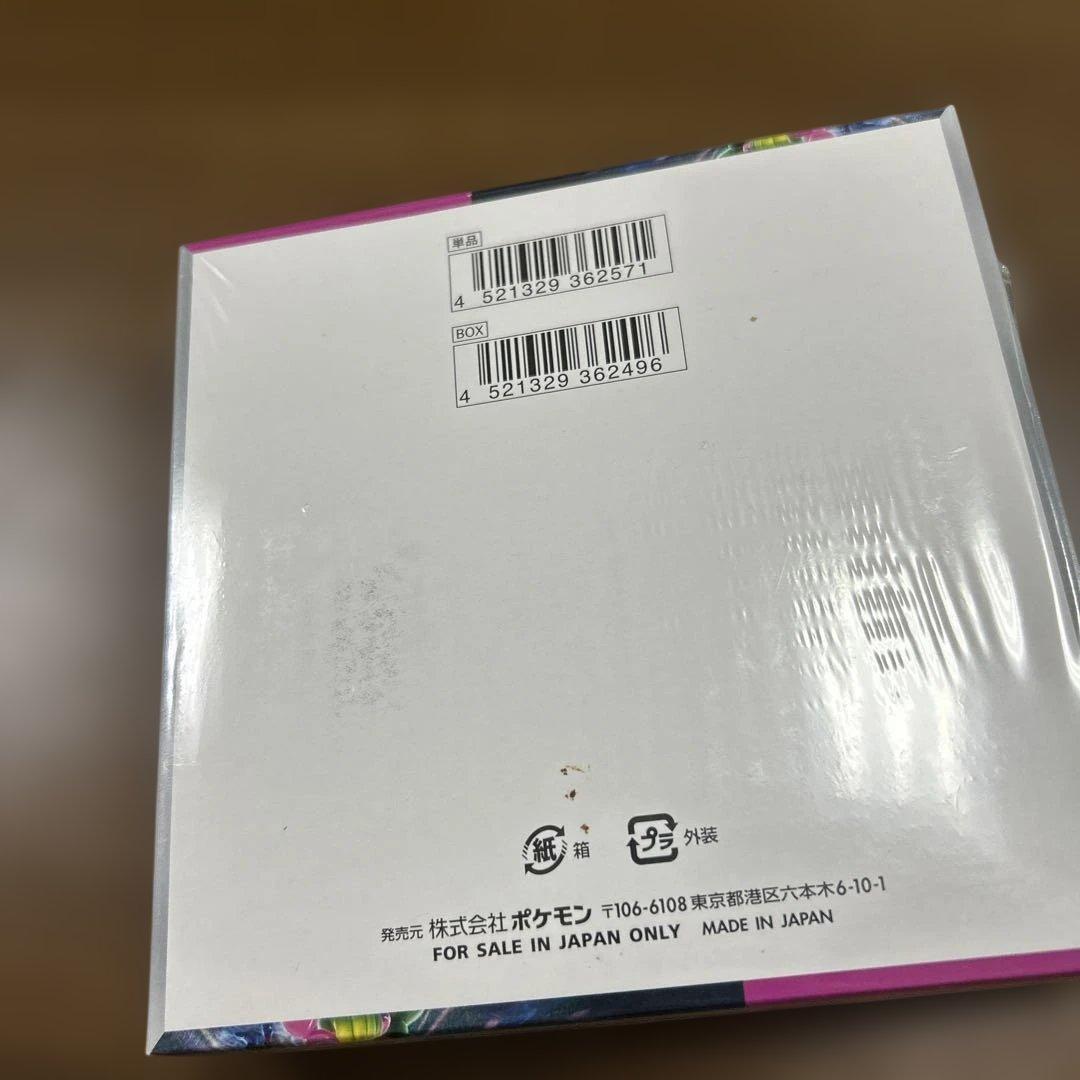 単品
4 521329 362571
BOX
4 521329 362496
紙 箱 プラ 外装
発売元 株式会社 ポケモン 〒106-6108 東京都港区六本木6-10-1
FOR SALE IN JAPAN ONLY MADE IN JAPAN